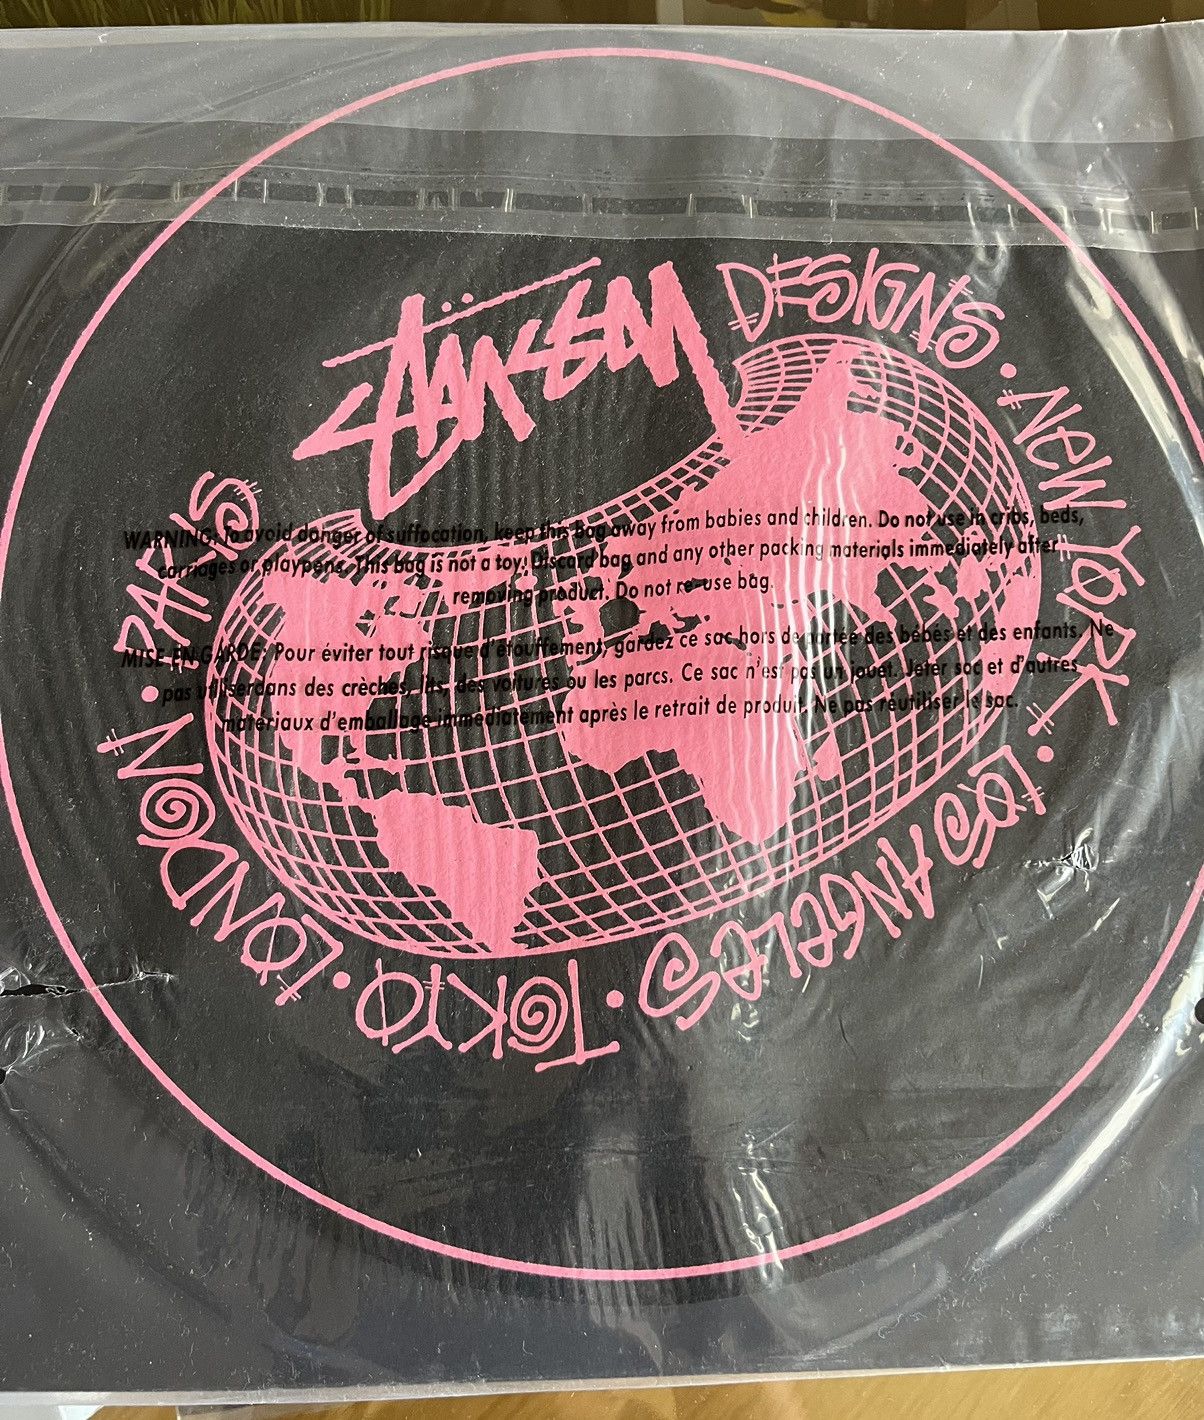 STÜSSY
DESIGNS · NEW YORK · LOS ANGELES · TOKYO · LONDON · PARIS
WARNING: To avoid danger of suffocation, keep this bag away from babies and children. Do not use in cribs, beds,
carriages or playpens. This bag is not a toy. Discard bag and any other packing materials immediately after
removing product. Do not re-use bag.
MISE EN GARDE: Pour éviter tout risque d'étouffement, gardez ce sac hors de portée des bébés et des enfants. Ne
pas utiliserdans des crèches, lits, des voitures ou les parcs. Ce sac n'est pas un jouet. Jeter sac et d'autres
materiaux d'emballage immediatement après le retrait de produit. Ne pas réutiliser le sac.